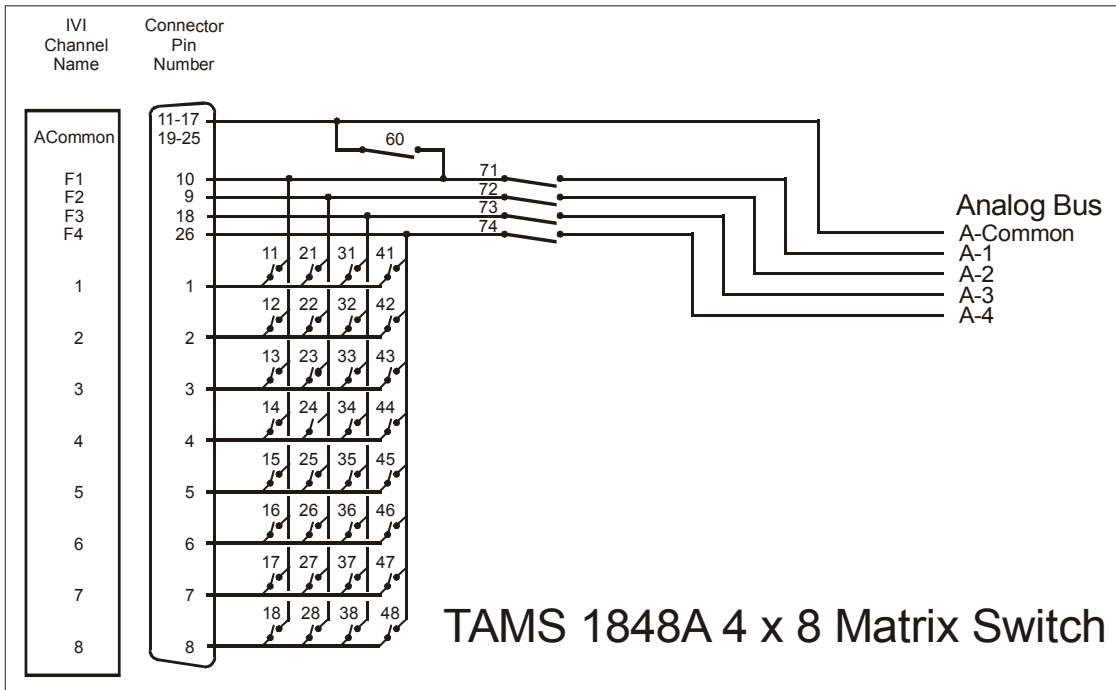 IVI Channel Name
Connector Pin Number
11-17
ACommon 19-25
60
F1 10 71
F2 9 72
F3 18 73
F4 26 74
Analog Bus
A-Common
A-1
A-2
A-3
A-4
11 21 31 41
1 1
12 22 32 42
2 2
13 23 33 43
3 3
14 24 34 44
4 4
15 25 35 45
5 5
16 26 36 46
6 6
17 27 37 47
7 7
18 28 38 48
8 8
TAMS 1848A 4 x 8 Matrix Switch